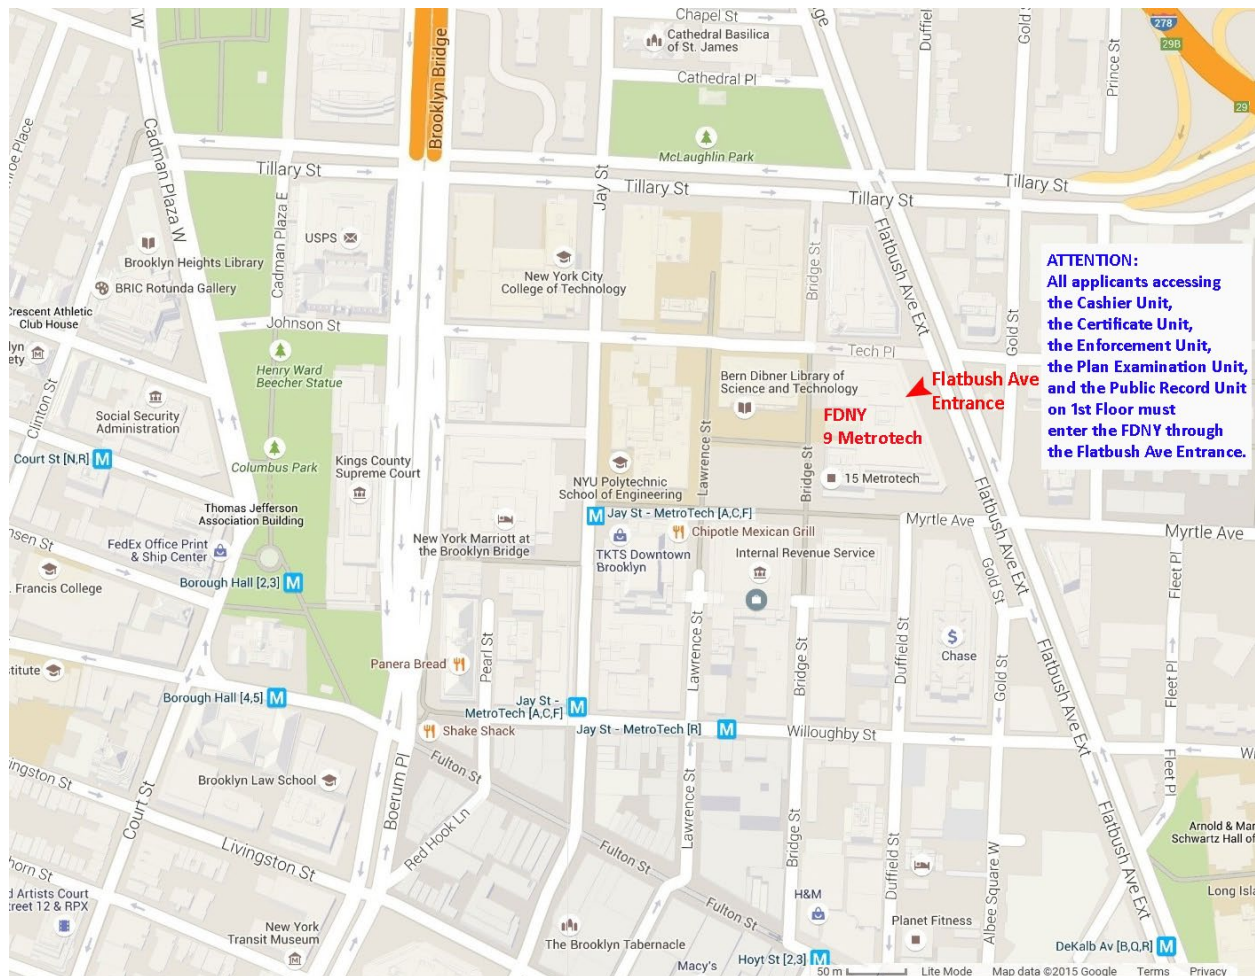 W
Chapel St
Cathedral Basilica
of St. James
Cathedral Pl
McLaughlin Park
Brooklyn Bridge
Duffield
Gold St
Prince St
278
29B
29
Cadman Plaza W
Tillary St
Tillary St
Tillary St
Tillary St
Jay St
Cadman Plaza E
USPS
Brooklyn Heights Library
BRIC Rotunda Gallery
Crescent Athletic
Club House
New York City
College of Technology
Bridge St
Flatbush Ave Ext
Gold St
ATTENTION:
All applicants accessing
the Cashier Unit,
the Certificate Unit,
the Enforcement Unit,
the Plan Examination Unit,
and the Public Record Unit
on 1st Floor must
enter the FDNY through
the Flatbush Ave Entrance.
Johnson St
Tech Pl
Henry Ward
Beecher Statue
Bern Dibner Library of
Science and Technology
Flatbush Ave
Entrance
FDNY
9 Metrotech
Clinton St
Social Security
Administration
Court St [N,R]
Columbus Park
Kings County
Supreme Court
NYU Polytechnic
School of Engineering
Lawrence St
Bridge St
15 Metrotech
Thomas Jefferson
Association Building
FedEx Office Print
& Ship Center
New York Marriott at
the Brooklyn Bridge
Jay St - MetroTech [A,C,F]
Chipotle Mexican Grill
TKTS Downtown
Brooklyn
Internal Revenue Service
Myrtle Ave
Myrtle Ave
Flatbush Ave Ext
Gold St
Fleet Pl
Francis College
Borough Hall [2,3]
Pearl St
Panera Bread
Lawrence St
Bridge St
Duffield St
Chase
Gold St
Flatbush Ave Ext
Fleet Pl
Borough Hall [4,5]
Jay St -
MetroTech [A,C,F]
Jay St - MetroTech [R]
Willoughby St
Shake Shack
Fulton St
Brooklyn Law School
Boerum Pl
Court St
Livingston St
Livingston St
Red Hook Ln
Lawrence St
Bridge St
Duffield St
Fleet Pl
Flatbush Ave Ext
Arnold & Mar
Schwartz Hall of
Long Isla
Fulton St
Fulton St
Albee Square W
d Artists Court
treet 12 & RPX
New York
Transit Museum
The Brooklyn Tabernacle
H&M
Planet Fitness
DeKalb Av [B,Q,R]
Macy's
Hoyt St [2,3]
50 m
Lite Mode
Map data ©2015 Google
Terms
Privacy